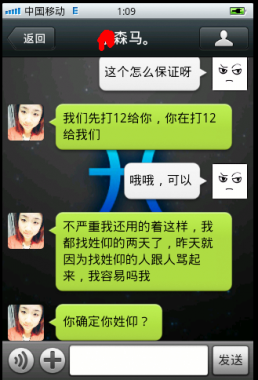 中国移动 E 1:09
返回 森马。
这个怎么保证呀
我们先打12给你，你在打12
给我们
哦哦，可以
不严重我还用的着这样，我
都找姓仰的两天了，昨天就
因为找姓仰的人跟人骂起
来，我容易吗我
你确定你姓仰？
发送